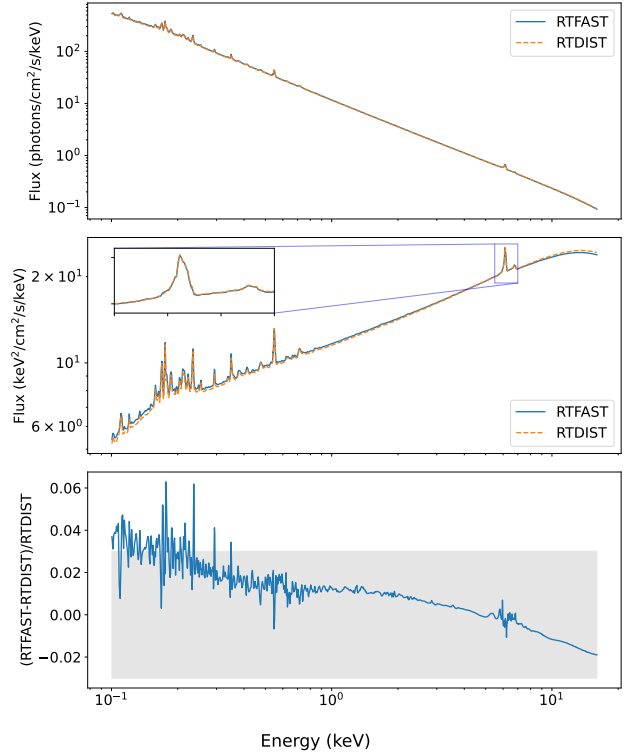 Flux (photons/cm²/s/keV)
10²
10¹
10⁰
10⁻¹
RTFAST
RTDIST
Flux (keV²/cm²/s/keV)
2 × 10¹
10¹
6 × 10⁰
RTFAST
RTDIST
(RTFAST-RTDIST)/RTDIST
0.06
0.04
0.02
0.00
−0.02
10⁻¹
10⁰
10¹
Energy (keV)